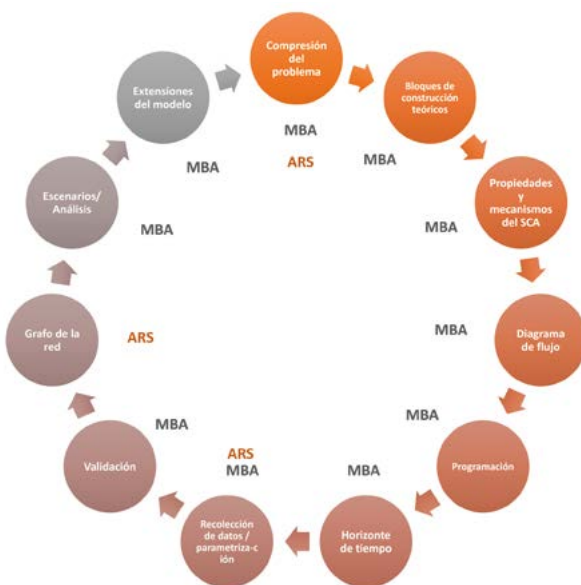 Compresión
del
problema
MBA
ARS
Bloques de
construcción
teóricos
MBA
Propiedades
y
mecanismos
del SCA
MBA
Diagrama
de flujo
MBA
Programación
MBA
Horizonte
de tiempo
MBA
Recolección
de datos /
parametriza-c
ión
ARS
MBA
Validación
MBA
Grafo de la
red
ARS
Escenarios/
Análisis
MBA
Extensiones
del modelo
MBA